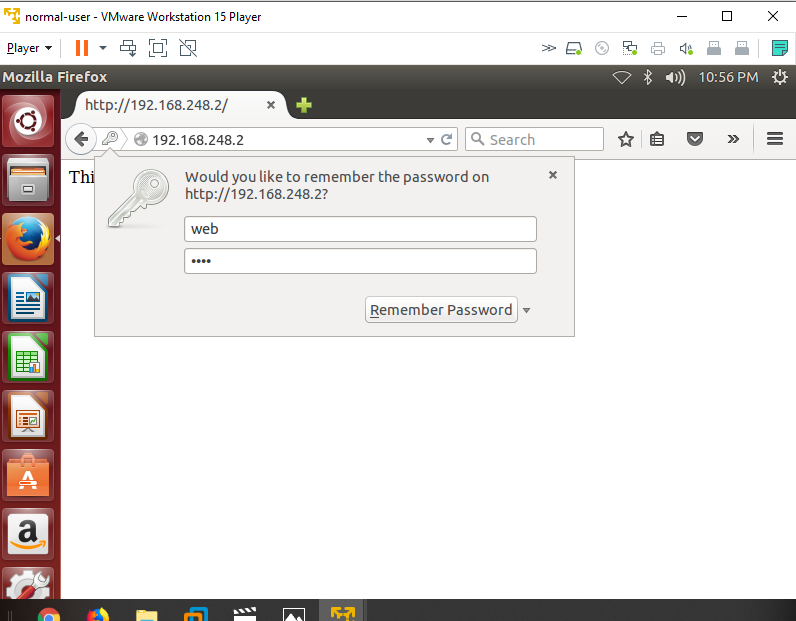 normal-user - VMware Workstation 15 Player
Player
Mozilla Firefox
10:56 PM
http://192.168.248.2/
192.168.248.2
Search
Thi
Would you like to remember the password on
http://192.168.248.2?
web
••••
Remember Password
a